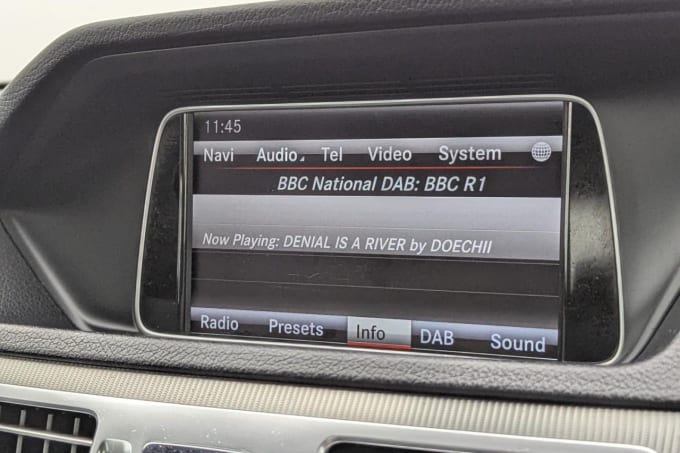 11:45
Navi Audio Tel Video System
BBC National DAB: BBC R1
Now Playing: DENIAL IS A RIVER by DOECHII
Radio Presets Info DAB Sound